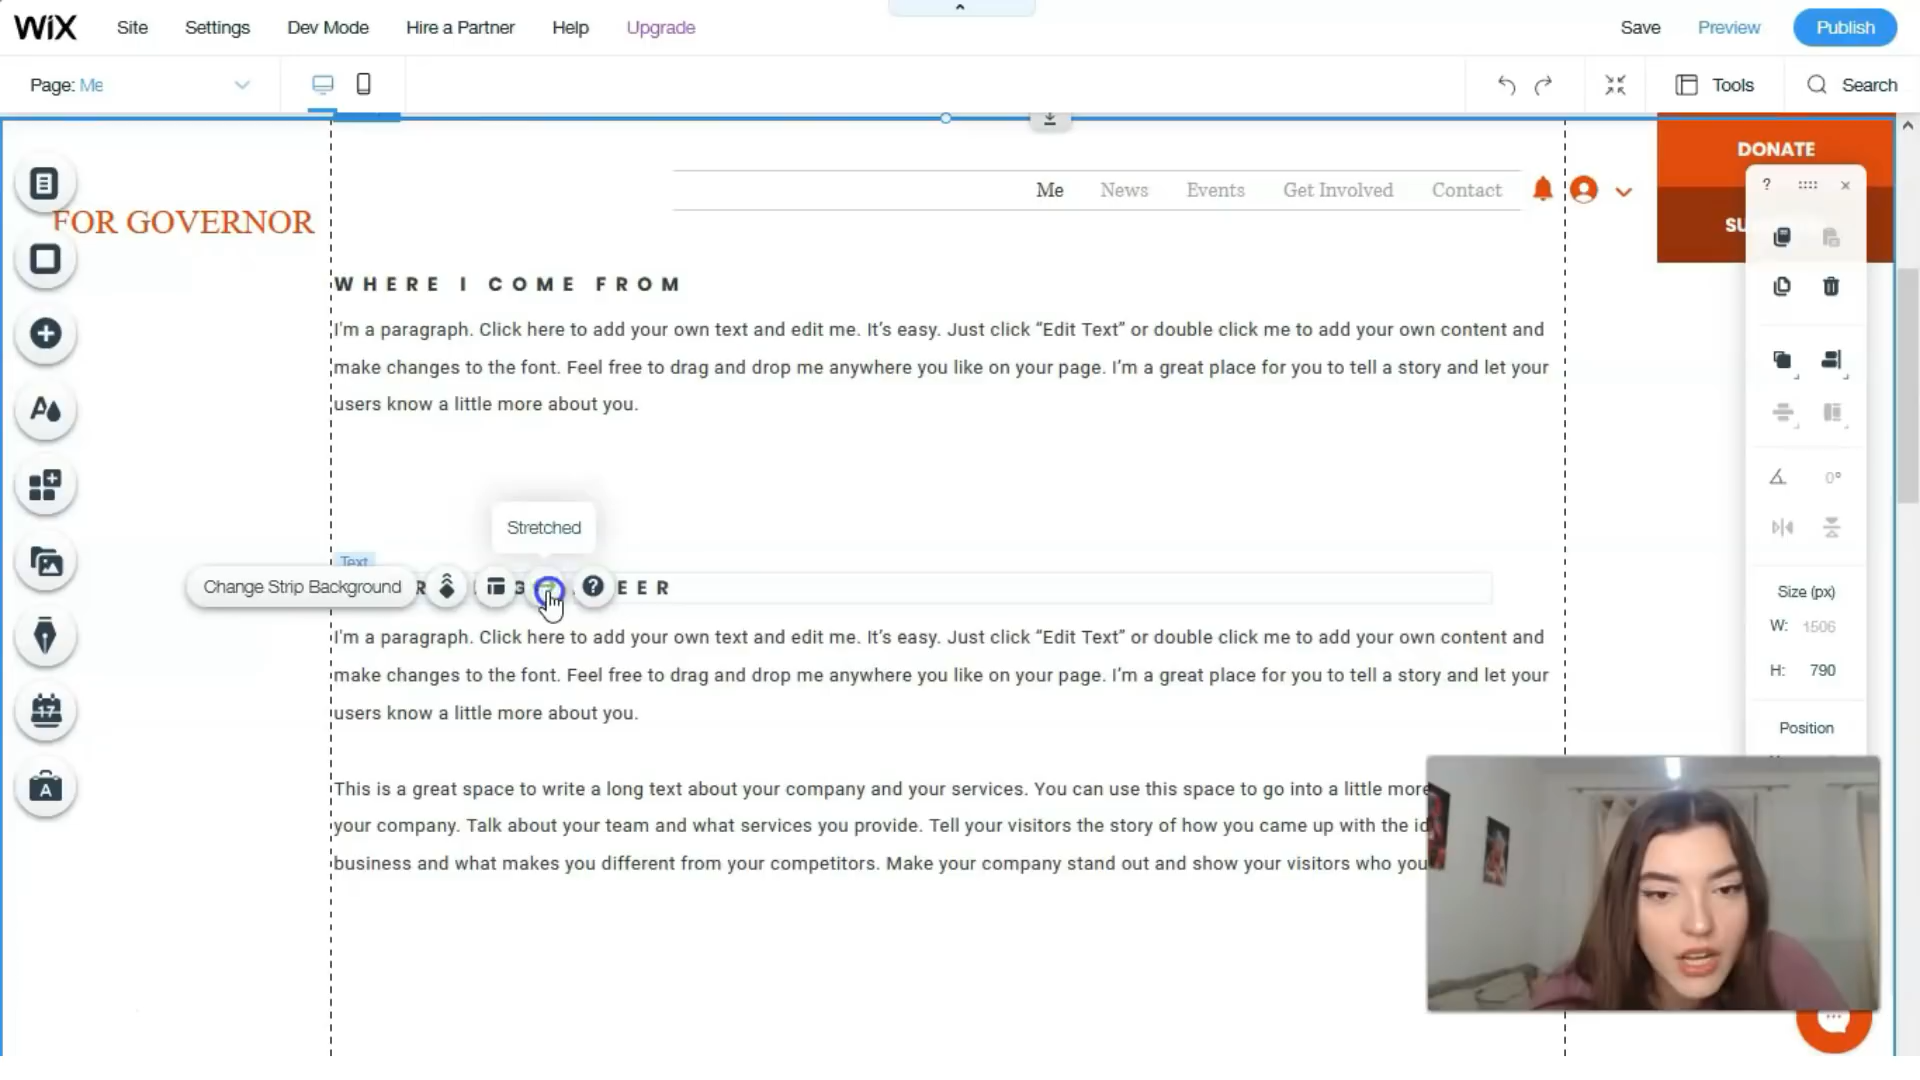 WIX Site Settings Dev Mode Hire a Partner Help Upgrade Save Preview Publish
Page: Me Tools Search
DONATE
Me News Events Get Involved Contact
FOR GOVERNOR
SU
WHERE I COME FROM
I'm a paragraph. Click here to add your own text and edit me. It’s easy. Just click “Edit Text” or double click me to add your own content and
make changes to the font. Feel free to drag and drop me anywhere you like on your page. I’m a great place for you to tell a story and let your
users know a little more about you.
0°
Stretched
Text
Change Strip Background R G EER
Size (px)
W: 1506
I'm a paragraph. Click here to add your own text and edit me. It’s easy. Just click “Edit Text” or double click me to add your own content and
H: 790
make changes to the font. Feel free to drag and drop me anywhere you like on your page. I’m a great place for you to tell a story and let your
users know a little more about you.
17
Position
A
This is a great space to write a long text about your company and your services. You can use this space to go into a little more
your company. Talk about your team and what services you provide. Tell your visitors the story of how you came up with the id
business and what makes you different from your competitors. Make your company stand out and show your visitors who you